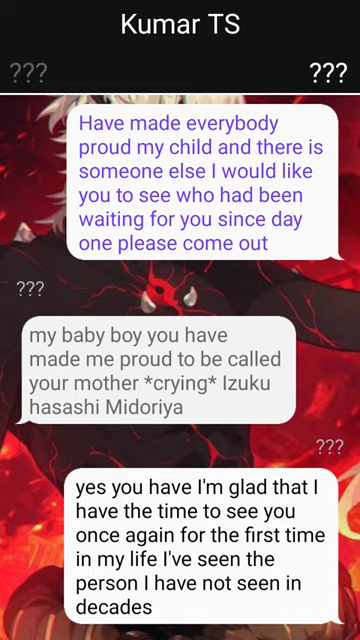 Kumar TS
???
???
Have made everybody
proud my child and there is
someone else I would like
you to see who had been
waiting for you since day
one please come out
???
my baby boy you have
made me proud to be called
your mother *crying* Izuku
hasashi Midoriya
???
yes you have I'm glad that I
have the time to see you
once again for the first time
in my life I've seen the
person I have not seen in
decades